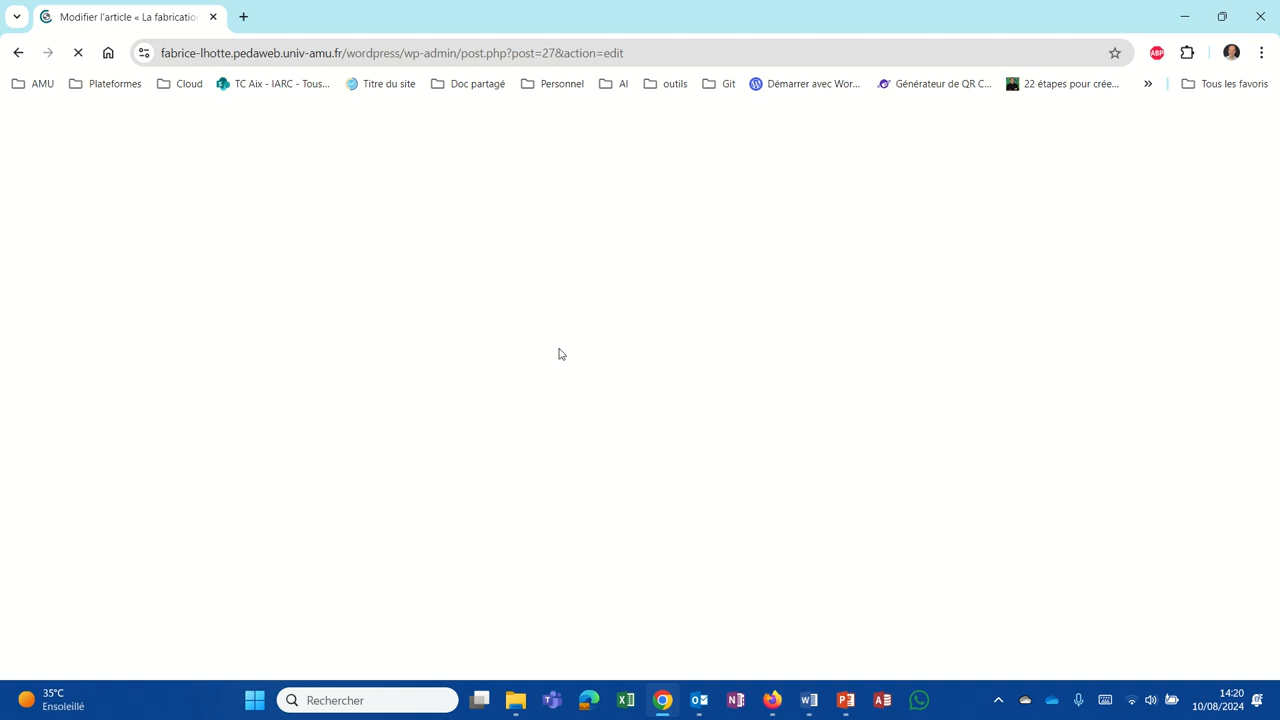 Modifier l'article « La fabrication
fabrice-lhotte.pedaweb.univ-amu.fr/wordpress/wp-admin/post.php?post=27&action=edit
ABP
AMU Plateformes Cloud TC Aix - IARC - Tous... Titre du site Doc partagé Personnel AI outils Git Démarrer avec Wor... Générateur de QR C... 22 étapes pour crée... » Tous les favoris
35°C
Ensoleillé
Rechercher
14:20
10/08/2024